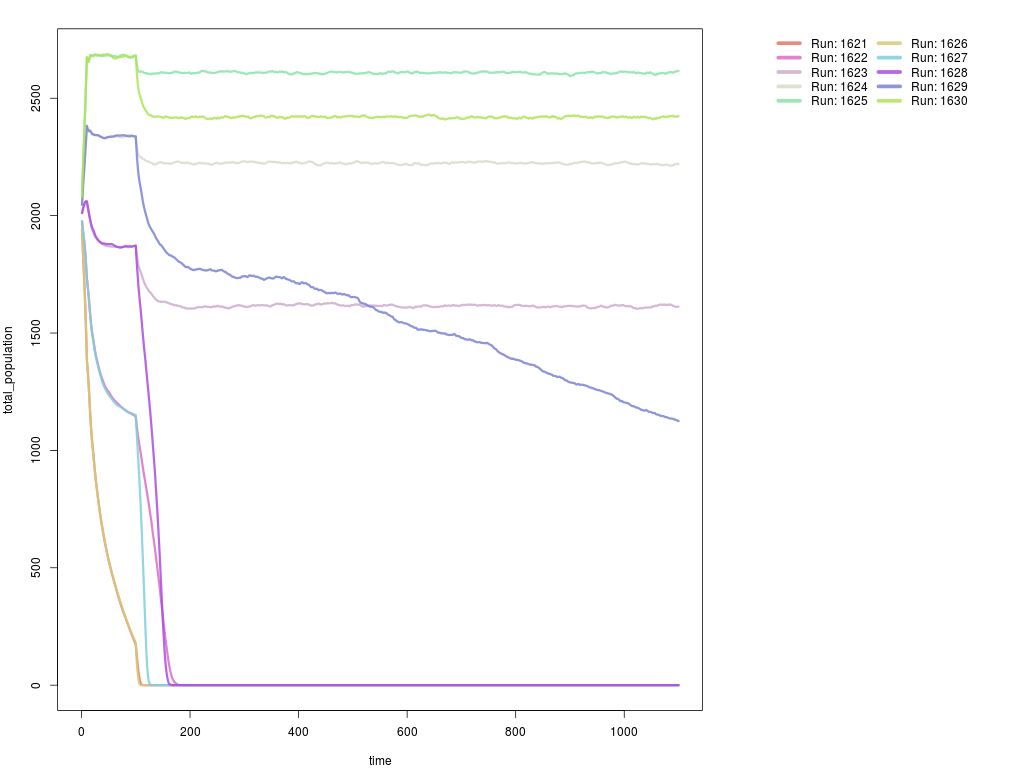 Run: 1621 Run: 1626
Run: 1622 Run: 1627
Run: 1623 Run: 1628
Run: 1624 Run: 1629
Run: 1625 Run: 1630
total_population
2500
2000
1500
1000
500
0
0 200 400 600 800 1000
time